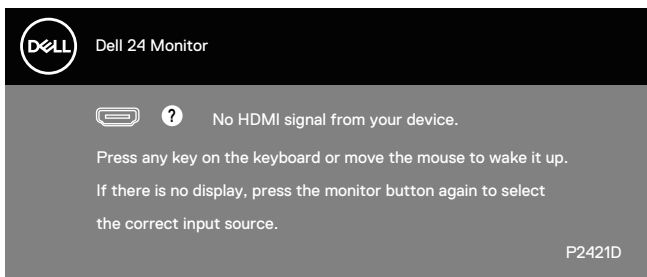 DELL
Dell 24 Monitor
? No HDMI signal from your device.
Press any key on the keyboard or move the mouse to wake it up.
If there is no display, press the monitor button again to select
the correct input source.
P2421D